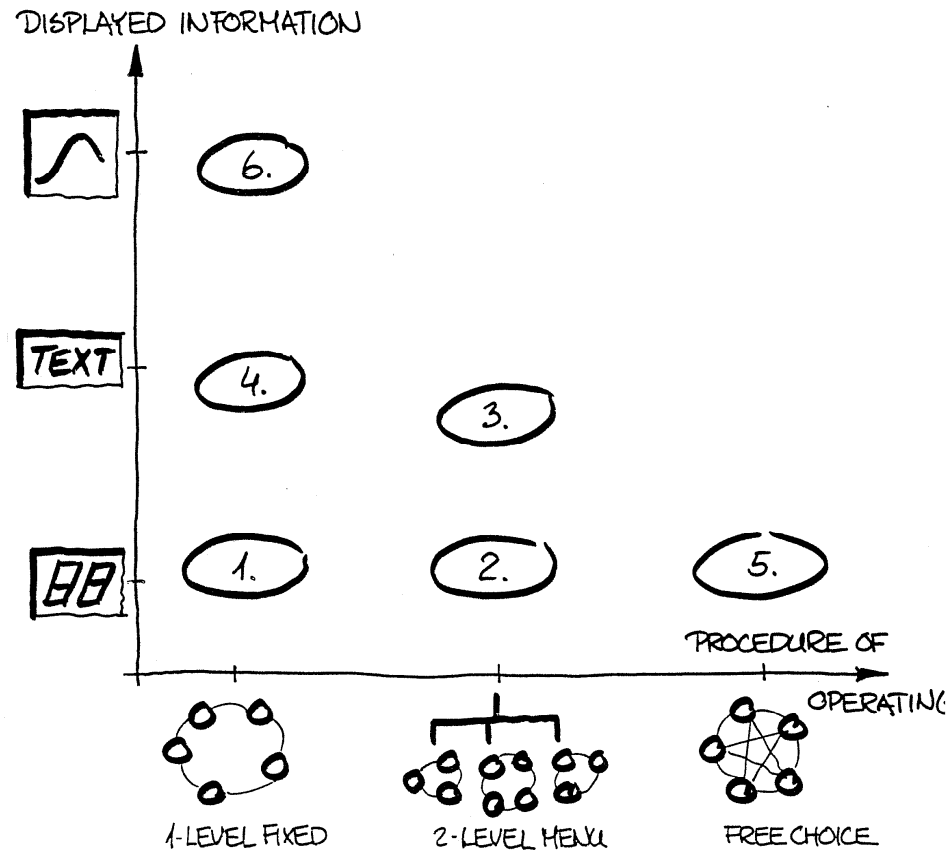 DISPLAYED INFORMATION
6.
TEXT
4.
3.
88
1.
2.
5.
PROCEDURE OF
OPERATING
1-LEVEL FIXED
2-LEVEL MENU
FREE CHOICE